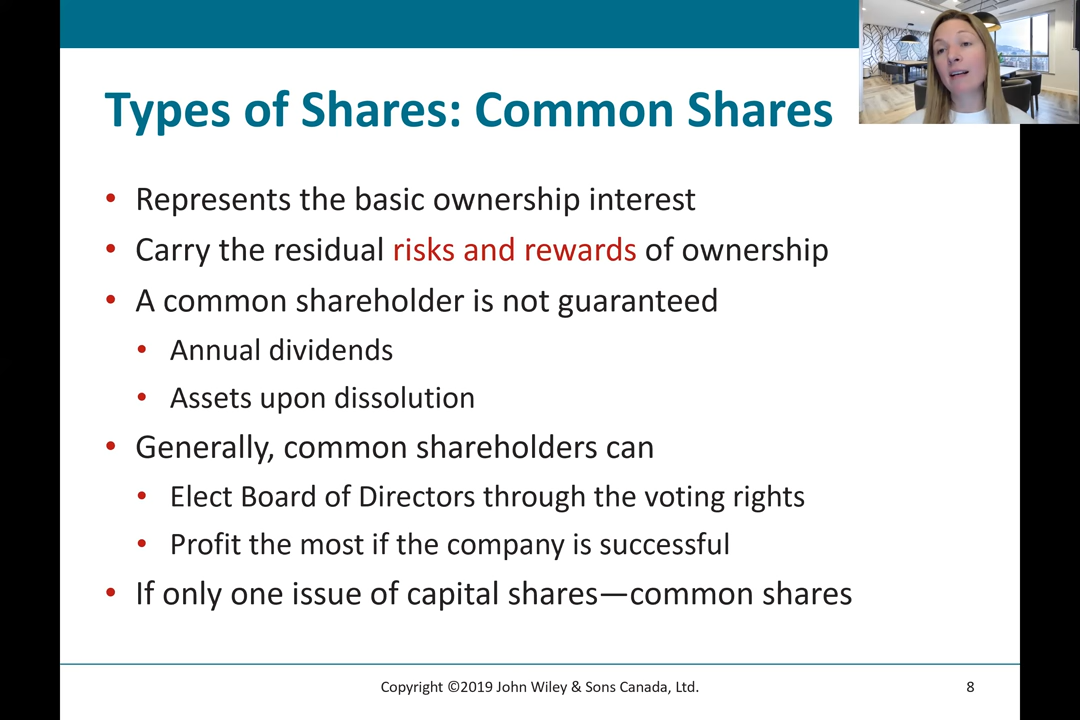 Types of Shares: Common Shares
• Represents the basic ownership interest
• Carry the residual risks and rewards of ownership
• A common shareholder is not guaranteed
• Annual dividends
• Assets upon dissolution
• Generally, common shareholders can
• Elect Board of Directors through the voting rights
• Profit the most if the company is successful
• If only one issue of capital shares—common shares
Copyright ©2019 John Wiley & Sons Canada, Ltd.
8